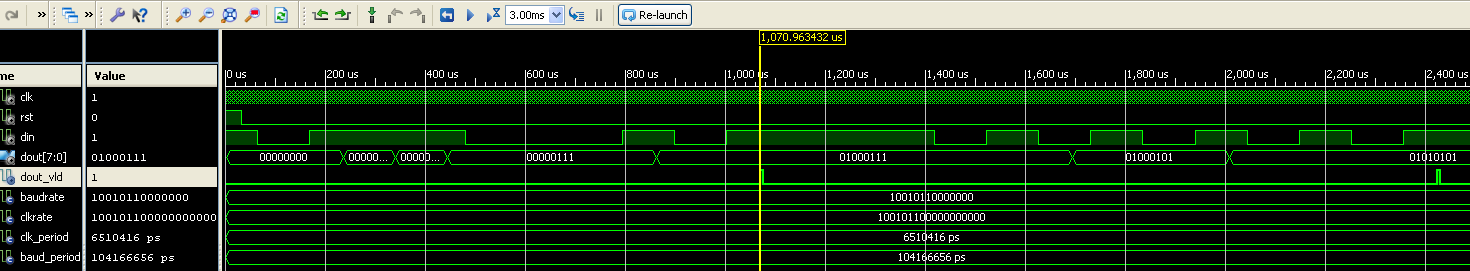 » » 3.00ms Re-launch
1,070.963432 us
me Value 0 us 200 us 400 us 600 us 800 us 1,000 us 1,200 us 1,400 us 1,600 us 1,800 us 2,000 us 2,200 us 2,400 us
clk 1
rst 0
din 1
dout[7:0] 01000111 00000000 00000... 00000... 00000111 01000111 01000101 01010101
dout_vld 1
baudrate 10010110000000 10010110000000
clkrate 100101100000000000 100101100000000000
clk_period 6510416 ps 6510416 ps
baud_period 104166656 ps 104166656 ps